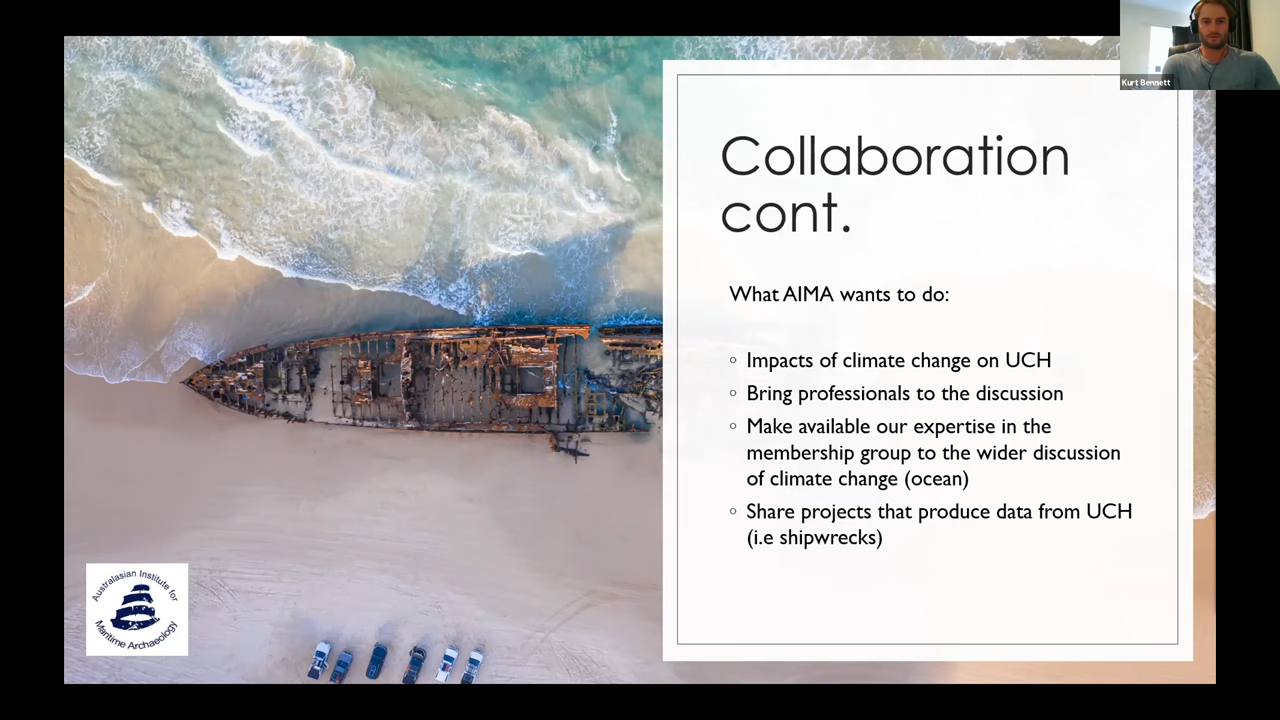 Kurt Bennett
Collaboration
cont.
What AIMA wants to do:
◦ Impacts of climate change on UCH
◦ Bring professionals to the discussion
◦ Make available our expertise in the
membership group to the wider discussion
of climate change (ocean)
◦ Share projects that produce data from UCH
(i.e shipwrecks)
Australasian Institute for
Maritime Archaeology